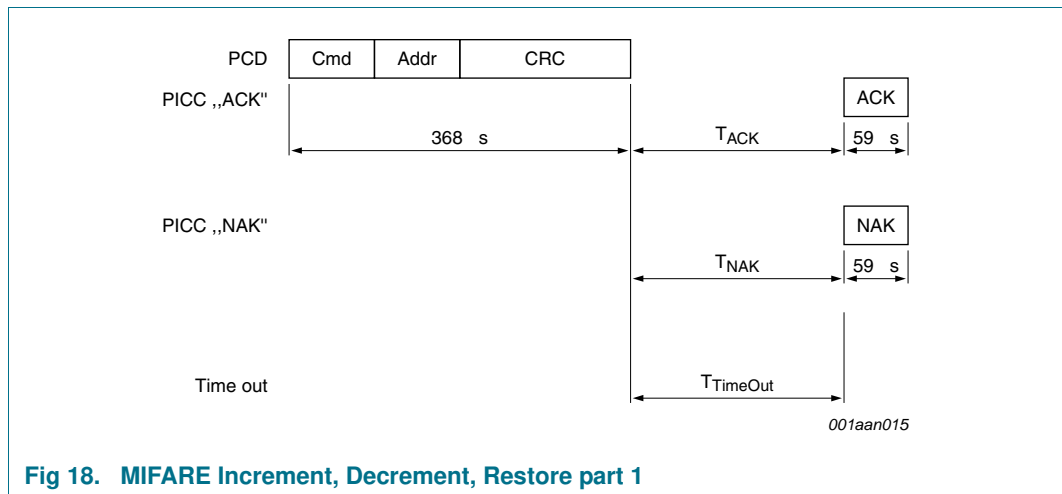 PCD Cmd Addr CRC
PICC ,,ACK" ACK
368 s TACK 59 s
PICC ,,NAK" NAK
TNAK 59 s
Time out TTimeOut
001aan015
Fig 18. MIFARE Increment, Decrement, Restore part 1